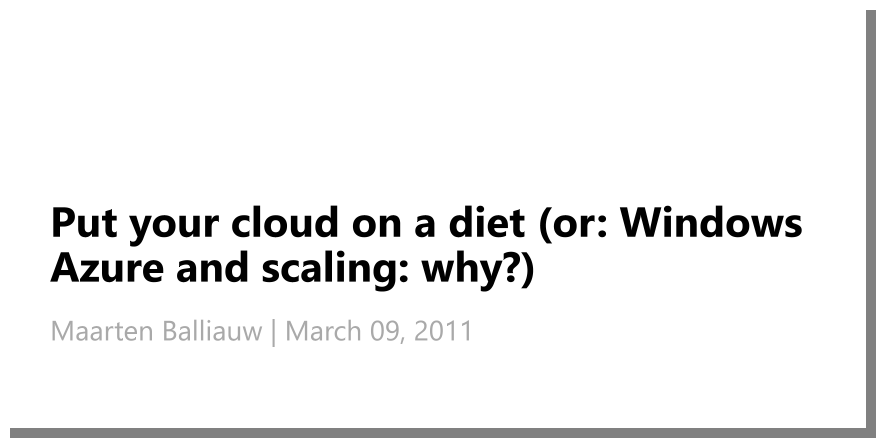 Put your cloud on a diet (or: Windows
Azure and scaling: why?)
Maarten Balliauw | March 09, 2011